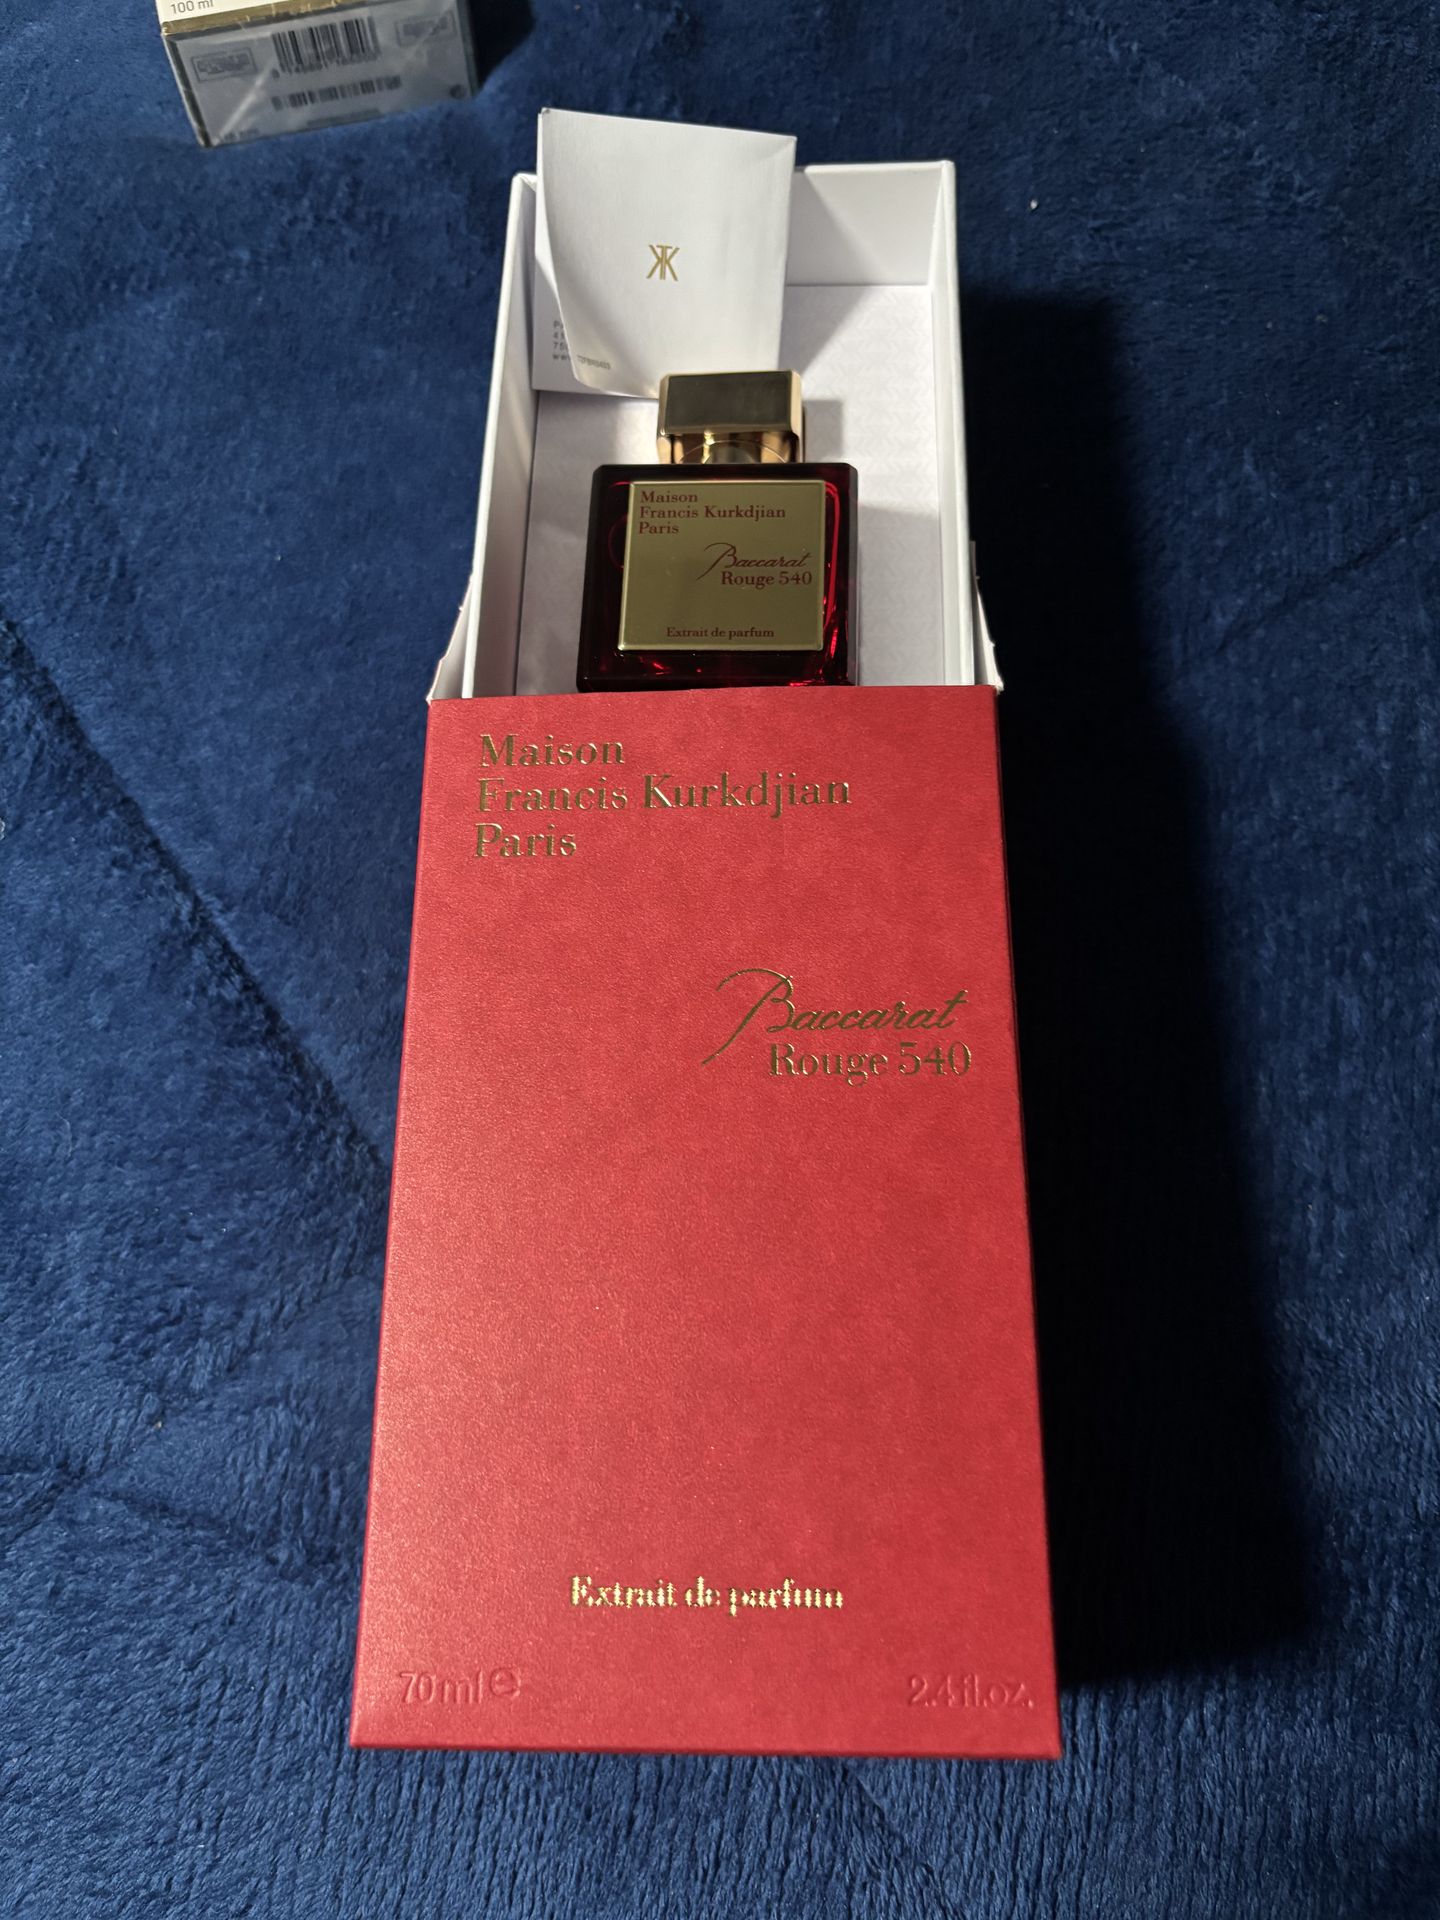 100 ml
Maison
Francis Kurkdjian
Paris
Baccarat
Rouge 540
Extrait de parfum
Maison
Francis Kurkdjian
Paris
Baccarat
Rouge 540
Extrait de parfum
70 ml e
2.4 fl.oz.